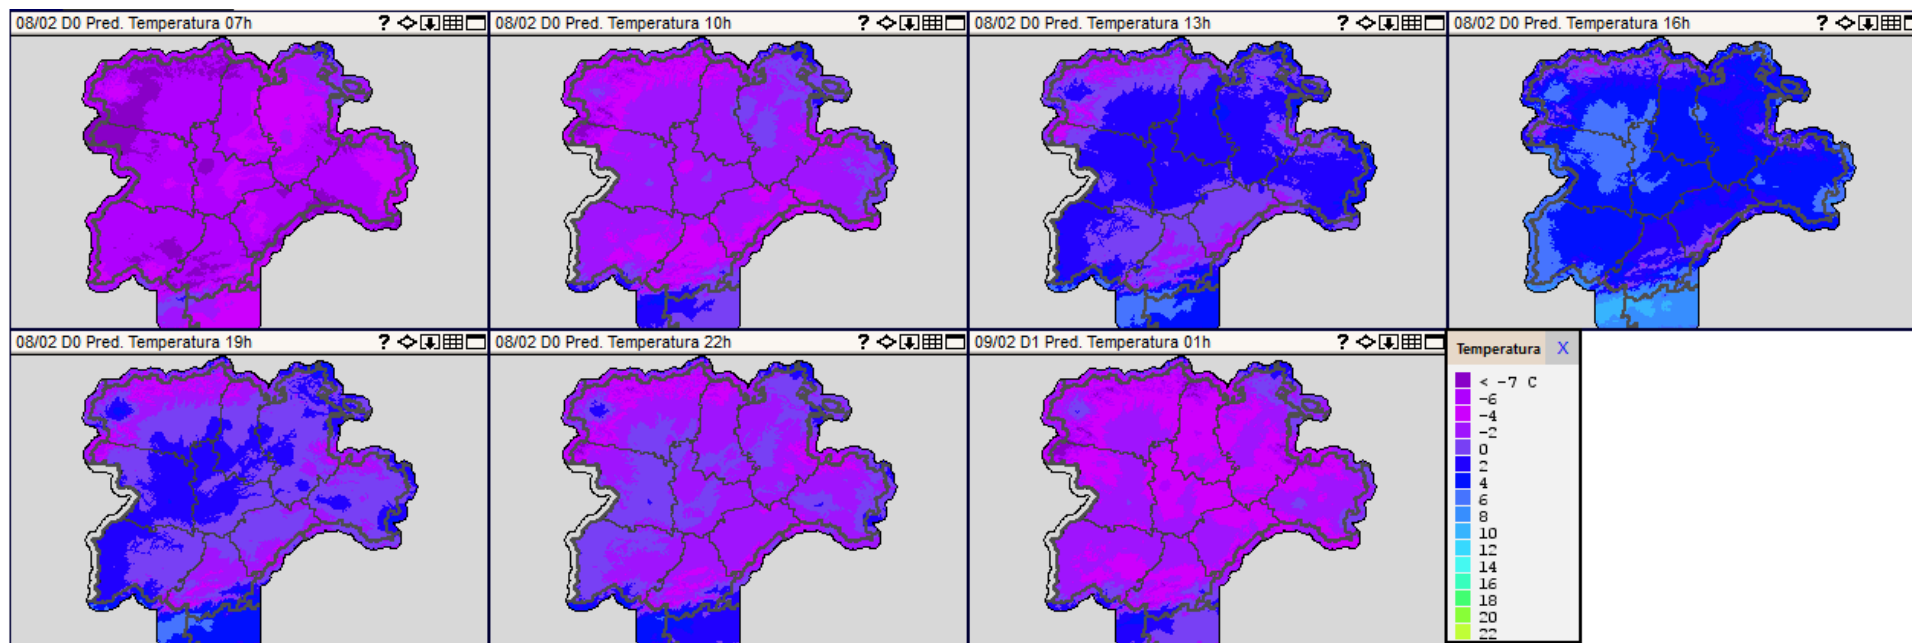 08/02 D0 Pred. Temperatura 07h ?
08/02 D0 Pred. Temperatura 10h ?
08/02 D0 Pred. Temperatura 13h ?
08/02 D0 Pred. Temperatura 16h ?
08/02 D0 Pred. Temperatura 19h ?
08/02 D0 Pred. Temperatura 22h ?
09/02 D1 Pred. Temperatura 01h ?
Temperatura X
< -7 C
-6
-4
-2
0
2
4
6
8
10
12
14
16
18
20
22